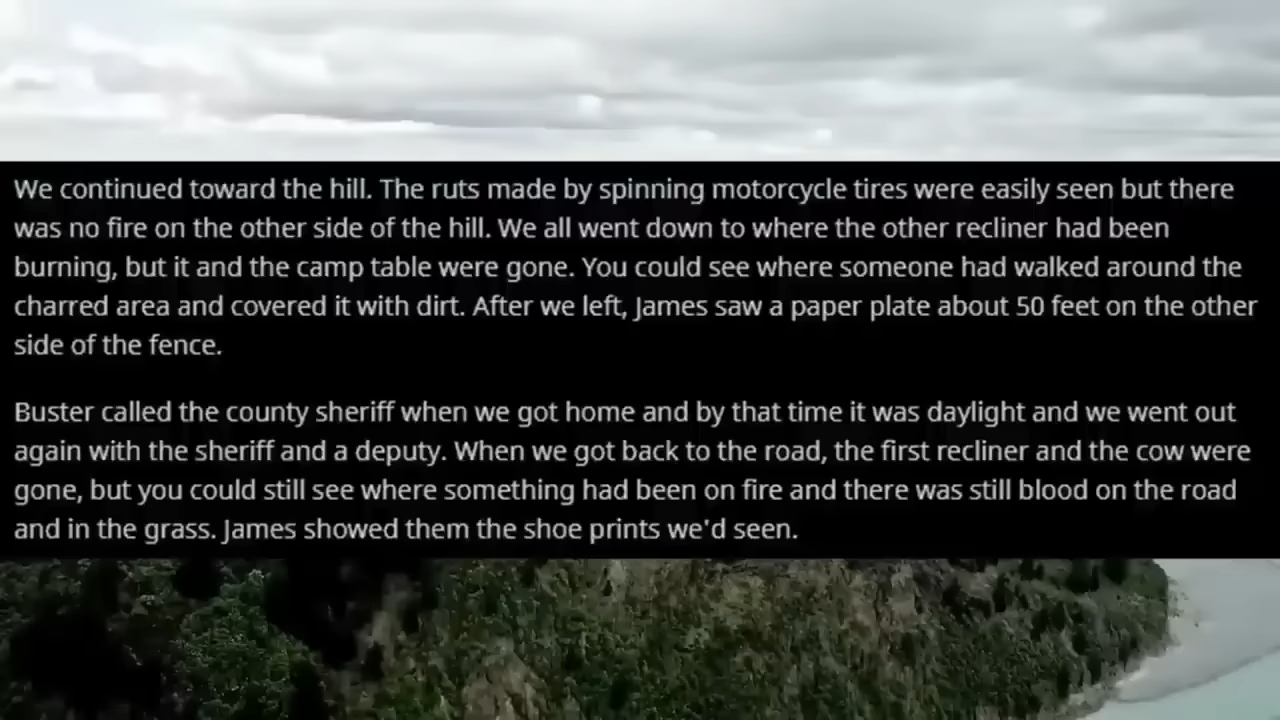 We continued toward the hill. The ruts made by spinning motorcycle tires were easily seen but there
was no fire on the other side of the hill. We all went down to where the other recliner had been
burning, but it and the camp table were gone. You could see where someone had walked around the
charred area and covered it with dirt. After we left, James saw a paper plate about 50 feet on the other
side of the fence.
Buster called the county sheriff when we got home and by that time it was daylight and we went out
again with the sheriff and a deputy. When we got back to the road, the first recliner and the cow were
gone, but you could still see where something had been on fire and there was still blood on the road
and in the grass. James showed them the shoe prints we'd seen.